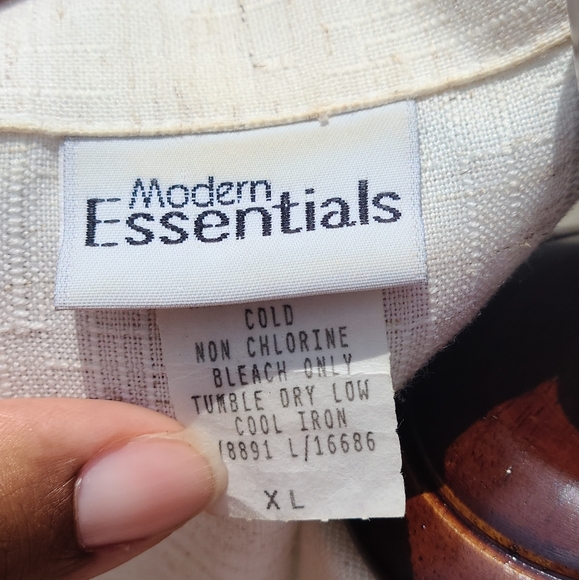 Modern
Essentials
COLD
NON CHLORINE
BLEACH ONLY
TUMBLE DRY LOW
COOL IRON
8891 L/16686
XL